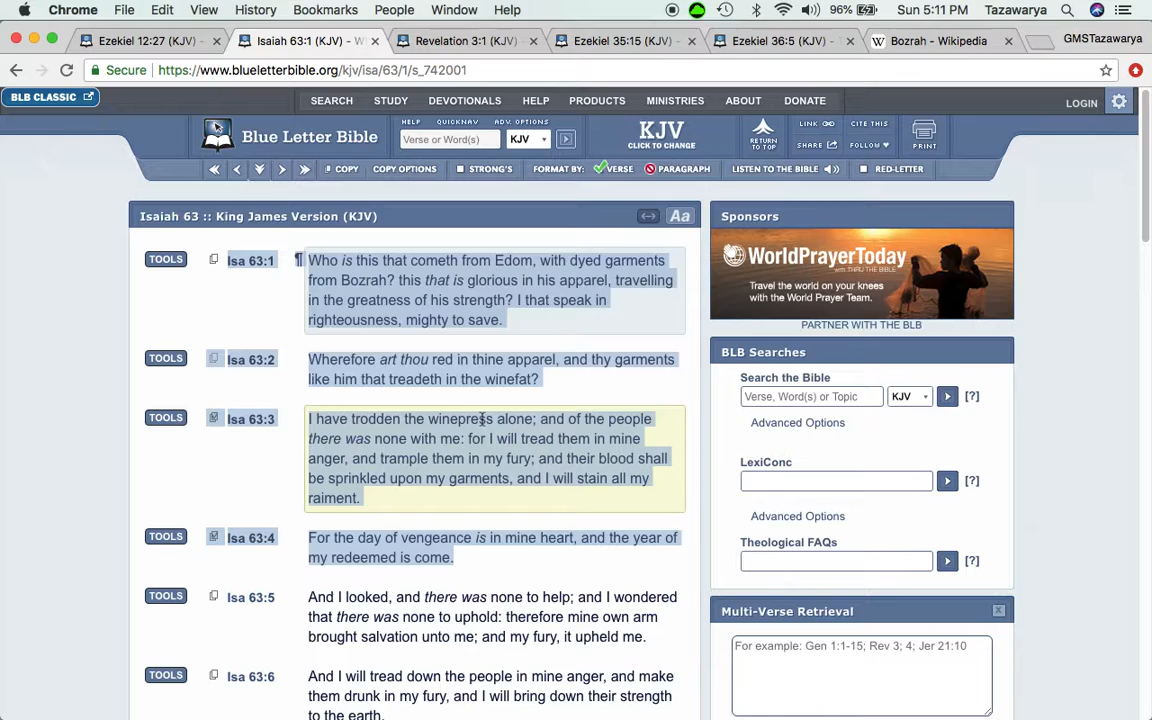 Chrome File Edit View History Bookmarks People Window Help 96% Sun 5:11 PM Tazawarya
Ezekiel 12:27 (KJV) Isaiah 63:1 (KJV) - W Revelation 3:1 (KJV) - Ezekiel 35:15 (KJV) - Ezekiel 36:5 (KJV) - T Bozrah - Wikipedia GMSTazawarya
Secure https://www.blueletterbible.org/kjv/isa/63/1/s_742001
BLB CLASSIC
SEARCH STUDY DEVOTIONALS HELP PRODUCTS MINISTRIES ABOUT DONATE LOGIN
HELP QUICKNAV ADV. OPTIONS
Blue Letter Bible Verse or Word(s) KJV
KJV
CLICK TO CHANGE
RETURN TO TOP
LINK CITE THIS
SHARE FOLLOW
PRINT
COPY COPY OPTIONS STRONG'S FORMAT BY: VERSE PARAGRAPH LISTEN TO THE BIBLE RED-LETTER
Isaiah 63 :: King James Version (KJV) Aa
TOOLS Isa 63:1 ¶ Who is this that cometh from Edom, with dyed garments
from Bozrah? this that is glorious in his apparel, travelling
in the greatness of his strength? I that speak in
righteousness, mighty to save.
TOOLS Isa 63:2 Wherefore art thou red in thine apparel, and thy garments
like him that treadeth in the winefat?
TOOLS Isa 63:3 I have trodden the winepress alone; and of the people
there was none with me: for I will tread them in mine
anger, and trample them in my fury; and their blood shall
be sprinkled upon my garments, and I will stain all my
raiment.
TOOLS Isa 63:4 For the day of vengeance is in mine heart, and the year of
my redeemed is come.
TOOLS Isa 63:5 And I looked, and there was none to help; and I wondered
that there was none to uphold: therefore mine own arm
brought salvation unto me; and my fury, it upheld me.
TOOLS Isa 63:6 And I will tread down the people in mine anger, and make
them drunk in my fury, and I will bring down their strength
to the earth.
Sponsors
WorldPrayerToday
with THRU THE BIBLE
Travel the world on your knees
with the World Prayer Team.
PARTNER WITH THE BLB
BLB Searches
Search the Bible
Verse, Word(s) or Topic KJV [?]
Advanced Options
LexiConc
[?]
Advanced Options
Theological FAQs
[?]
Multi-Verse Retrieval x
For example: Gen 1:1-15; Rev 3; 4; Jer 21:10